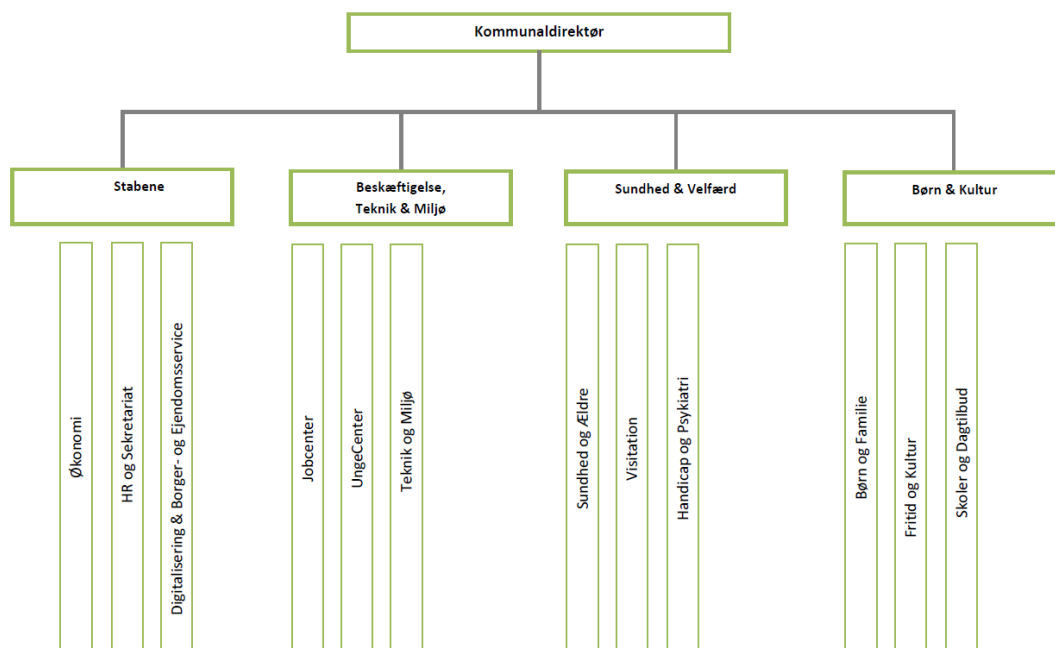 Kommunaldirektør
Stabene
Beskæftigelse,
Teknik & Miljø
Sundhed & Velfærd
Børn & Kultur
Økonomi
HR og Sekretariat
Digitalisering & Borger- og Ejendomsservice
Jobcenter
UngeCenter
Teknik og Miljø
Sundhed og Ældre
Visitation
Handicap og Psykiatri
Børn og Familie
Fritid og Kultur
Skoler og Dagtilbud